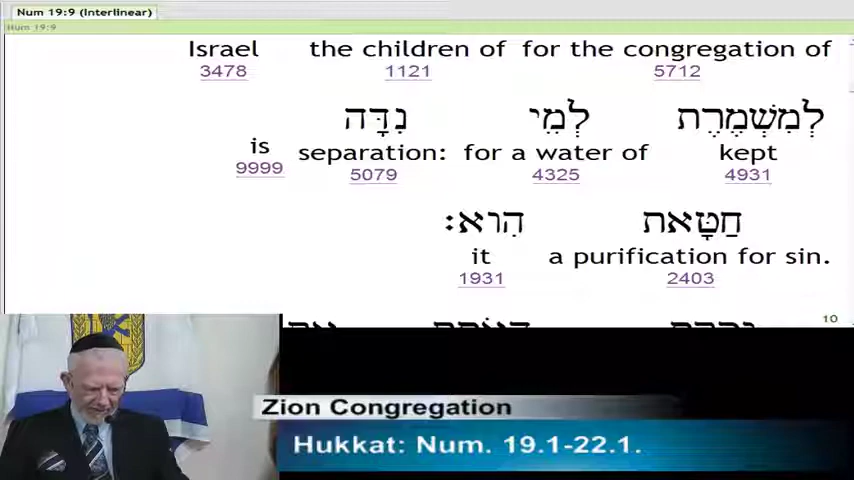 Num 19:9 (Interlinear)
Num 19:9
Israel the children of for the congregation of
3478 1121 5712
לְמִשְׁמֶרֶת לְמֵי נִדָּה
is separation: for a water of kept
9999 5079 4325 4931
חַטָּאת הִוא׃
it a purification for sin.
1931 2403
10
Zion Congregation
Hukkat: Num. 19.1-22.1.